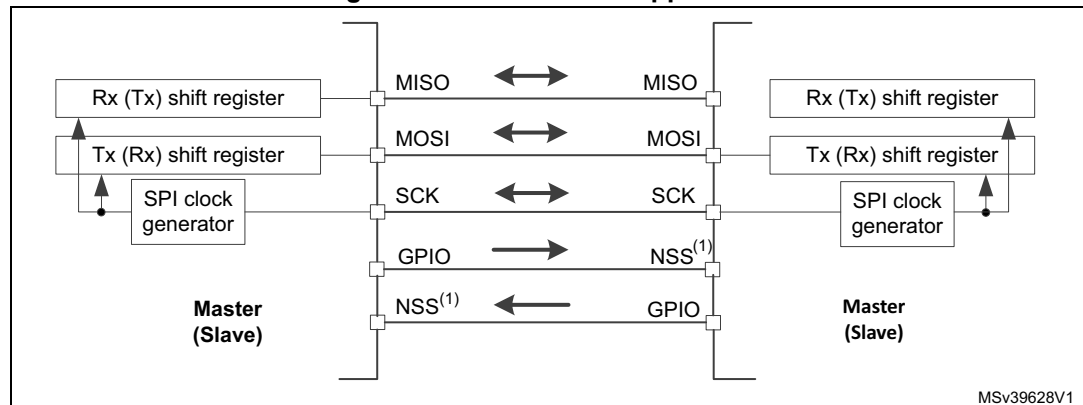 MISO MISO
Rx (Tx) shift register Rx (Tx) shift register
MOSI MOSI
Tx (Rx) shift register Tx (Rx) shift register
SCK SCK
SPI clock generator SPI clock generator
GPIO NSS(1)
NSS(1) GPIO
Master (Slave) Master (Slave)
MSv39628V1